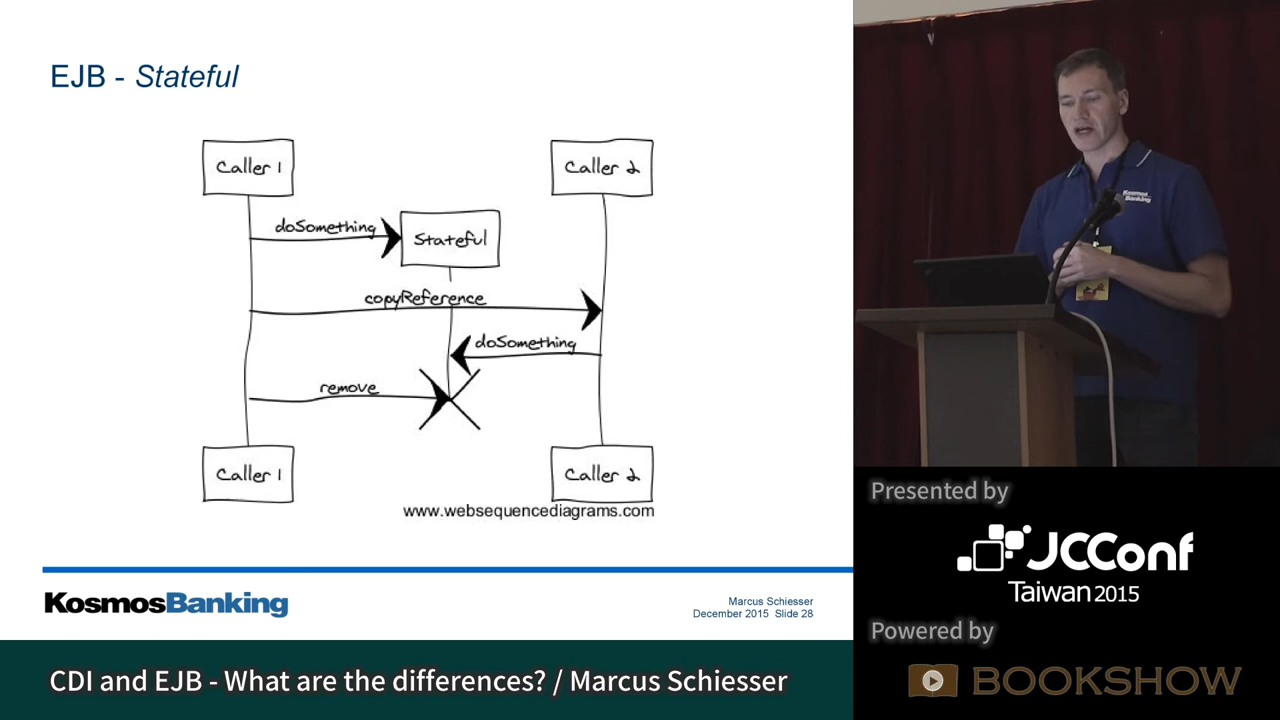 EJB - Stateful
Caller 1
Caller 2
doSomething
Stateful
copyReference
doSomething
remove
Caller 1
Caller 2
www.websequencediagrams.com
KosmosBanking
Marcus Schiesser
December 2015 Slide 28
CDI and EJB - What are the differences? / Marcus Schiesser
Kosmos
Banking
Presented by
JCConf
Taiwan 2015
Powered by
BOOKSHOW